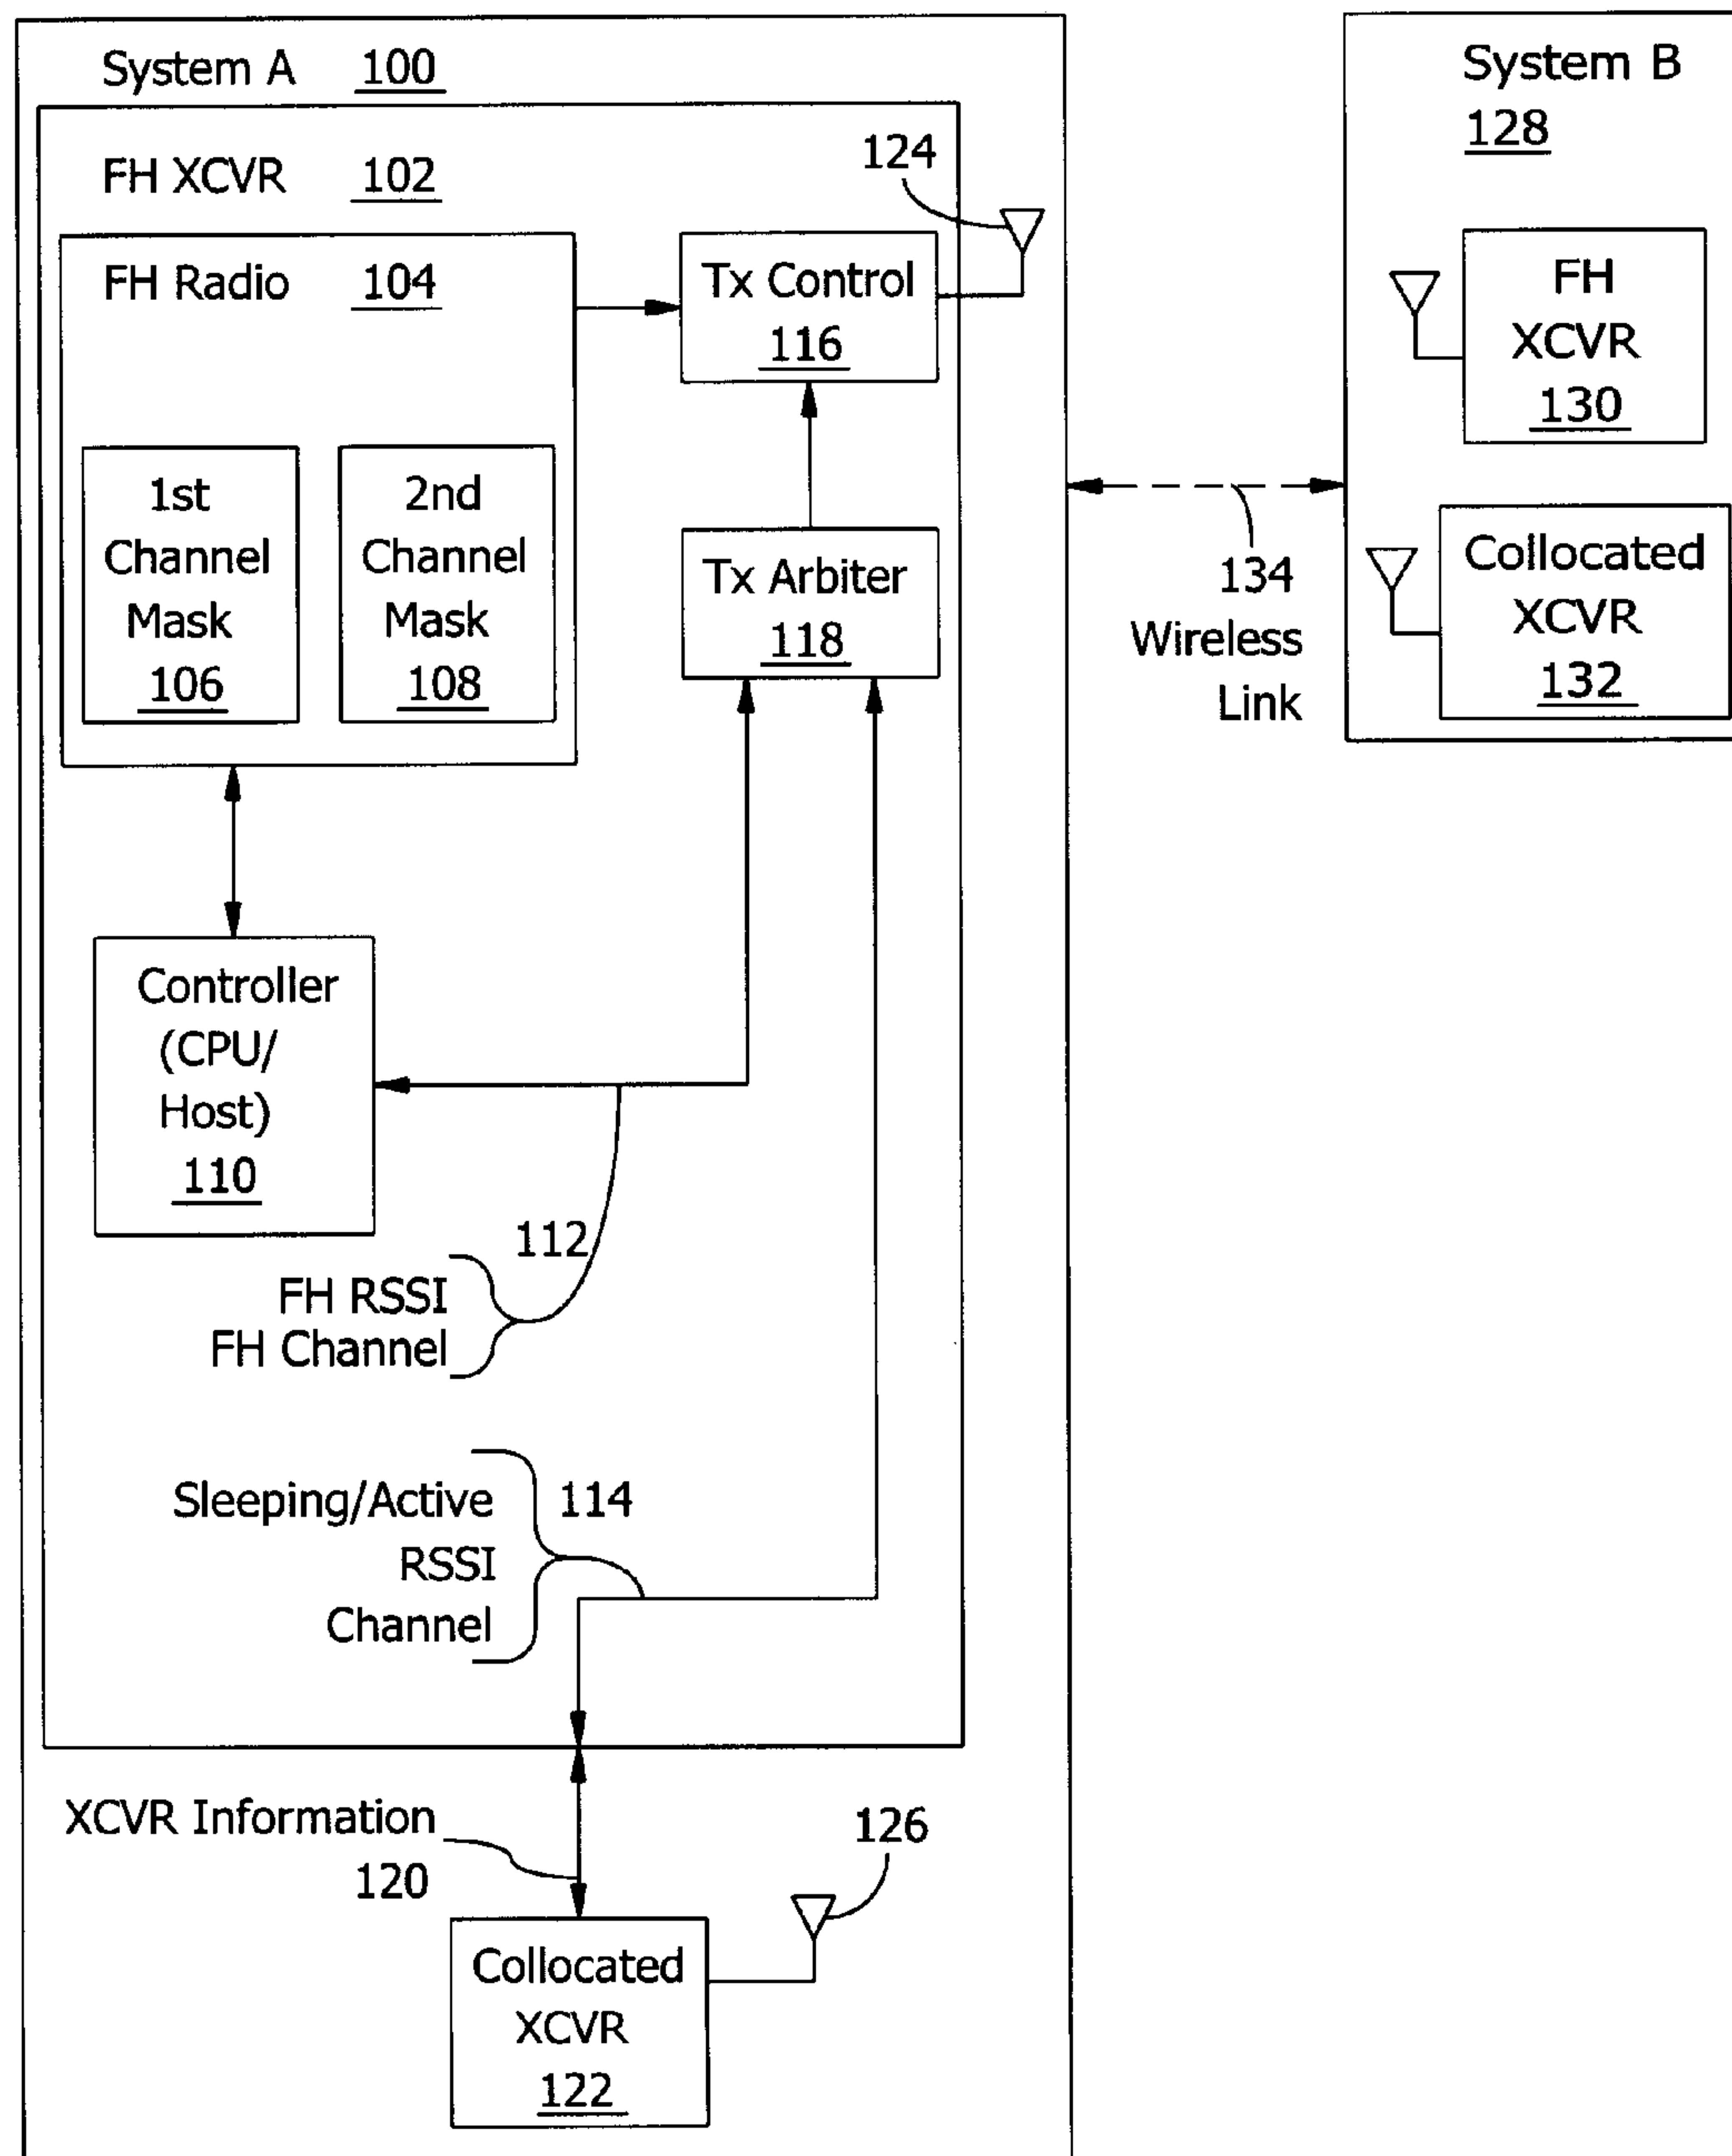 System A 100
FH XCVR 102
FH Radio 104
1st
Channel
Mask
106
2nd
Channel
Mask
108
Tx Control
116
124
Tx Arbiter
118
Controller
(CPU/
Host)
110
112
FH RSSI
FH Channel
Sleeping/Active
RSSI
Channel
114
XCVR Information
120
Collocated
XCVR
122
126
134
Wireless
Link
System B
128
FH
XCVR
130
Collocated
XCVR
132